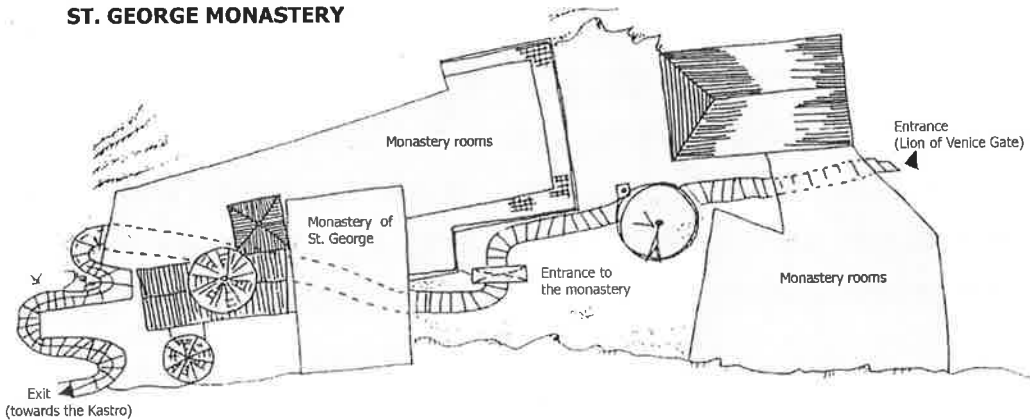 ST. GEORGE MONASTERY
Monastery rooms
Entrance
(Lion of Venice Gate)
Monastery of
St. George
Entrance to
the monastery
Monastery rooms
Exit
(towards the Kastro)